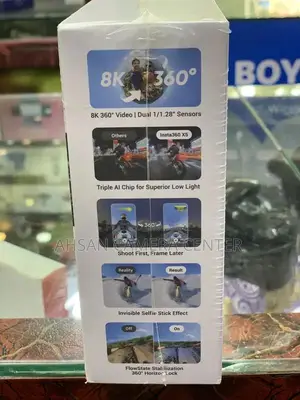 8K 360°
8K 360° Video | Dual 1/1.28" Sensors
Others
Insta360 X5
Triple AI Chip for Superior Low Light
360°
AHSAN CAMERA CENTER
Shoot First, Frame Later
Reality
Result
Invisible Selfie Stick Effect
Off
On
FlowState Stabilization
360° Horizon Lock
BOY